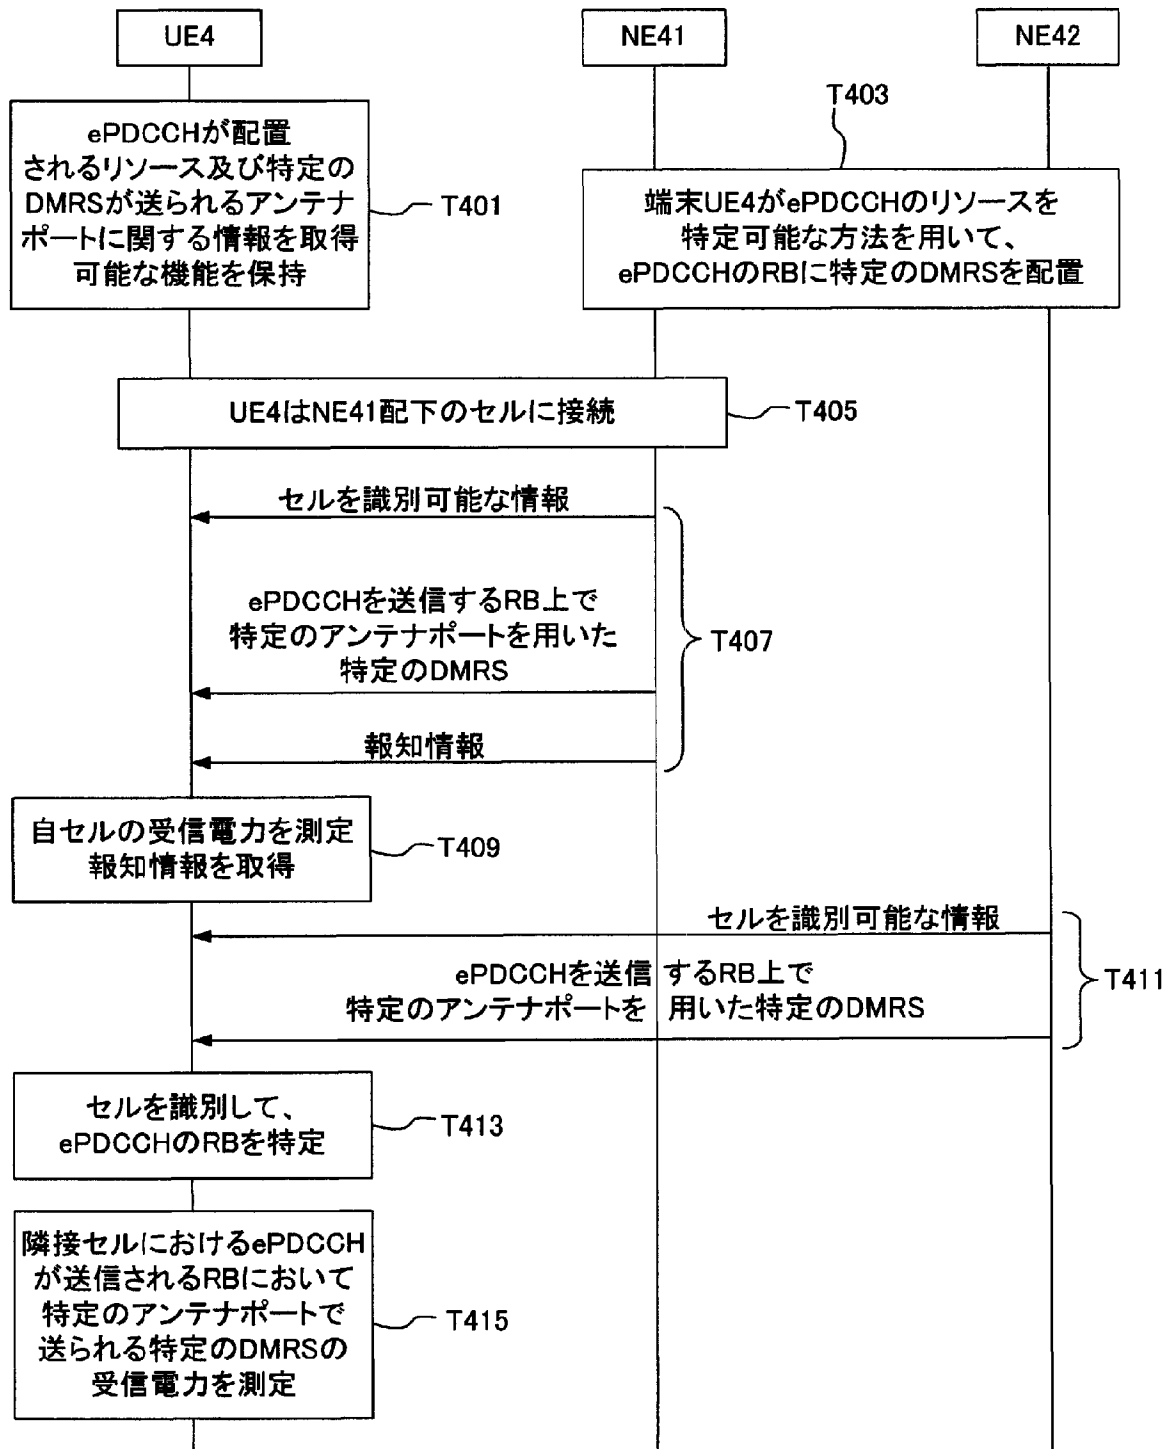 UE4
NE41
NE42
T403
ePDCCHが配置
されるリソース及び特定の
DMRSが送られるアンテナ
ポートに関する情報を取得
可能な機能を保持
T401
端末UE4がePDCCHのリソースを
特定可能な方法を用いて、
ePDCCHのRBに特定のDMRSを配置
UE4はNE41配下のセルに接続
T405
セルを識別可能な情報
ePDCCHを送信するRB上で
特定のアンテナポートを用いた
特定のDMRS
T407
報知情報
自セルの受信電力を測定
報知情報を取得
T409
セルを識別可能な情報
ePDCCHを送信するRB上で
特定のアンテナポートを用いた特定のDMRS
T411
セルを識別して、
ePDCCHのRBを特定
T413
隣接セルにおけるePDCCH
が送信されるRBにおいて
特定のアンテナポートで
送られる特定のDMRSの
受信電力を測定
T415